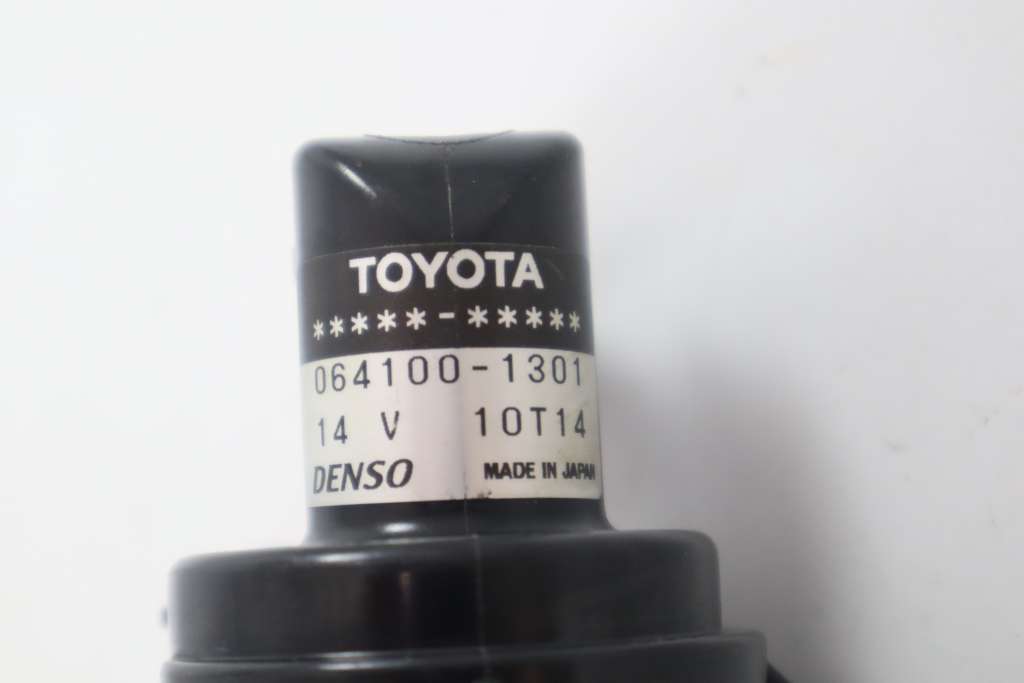 TOYOTA
*****-*****
064100-1301
14 V 10T14
DENSO MADE IN JAPAN